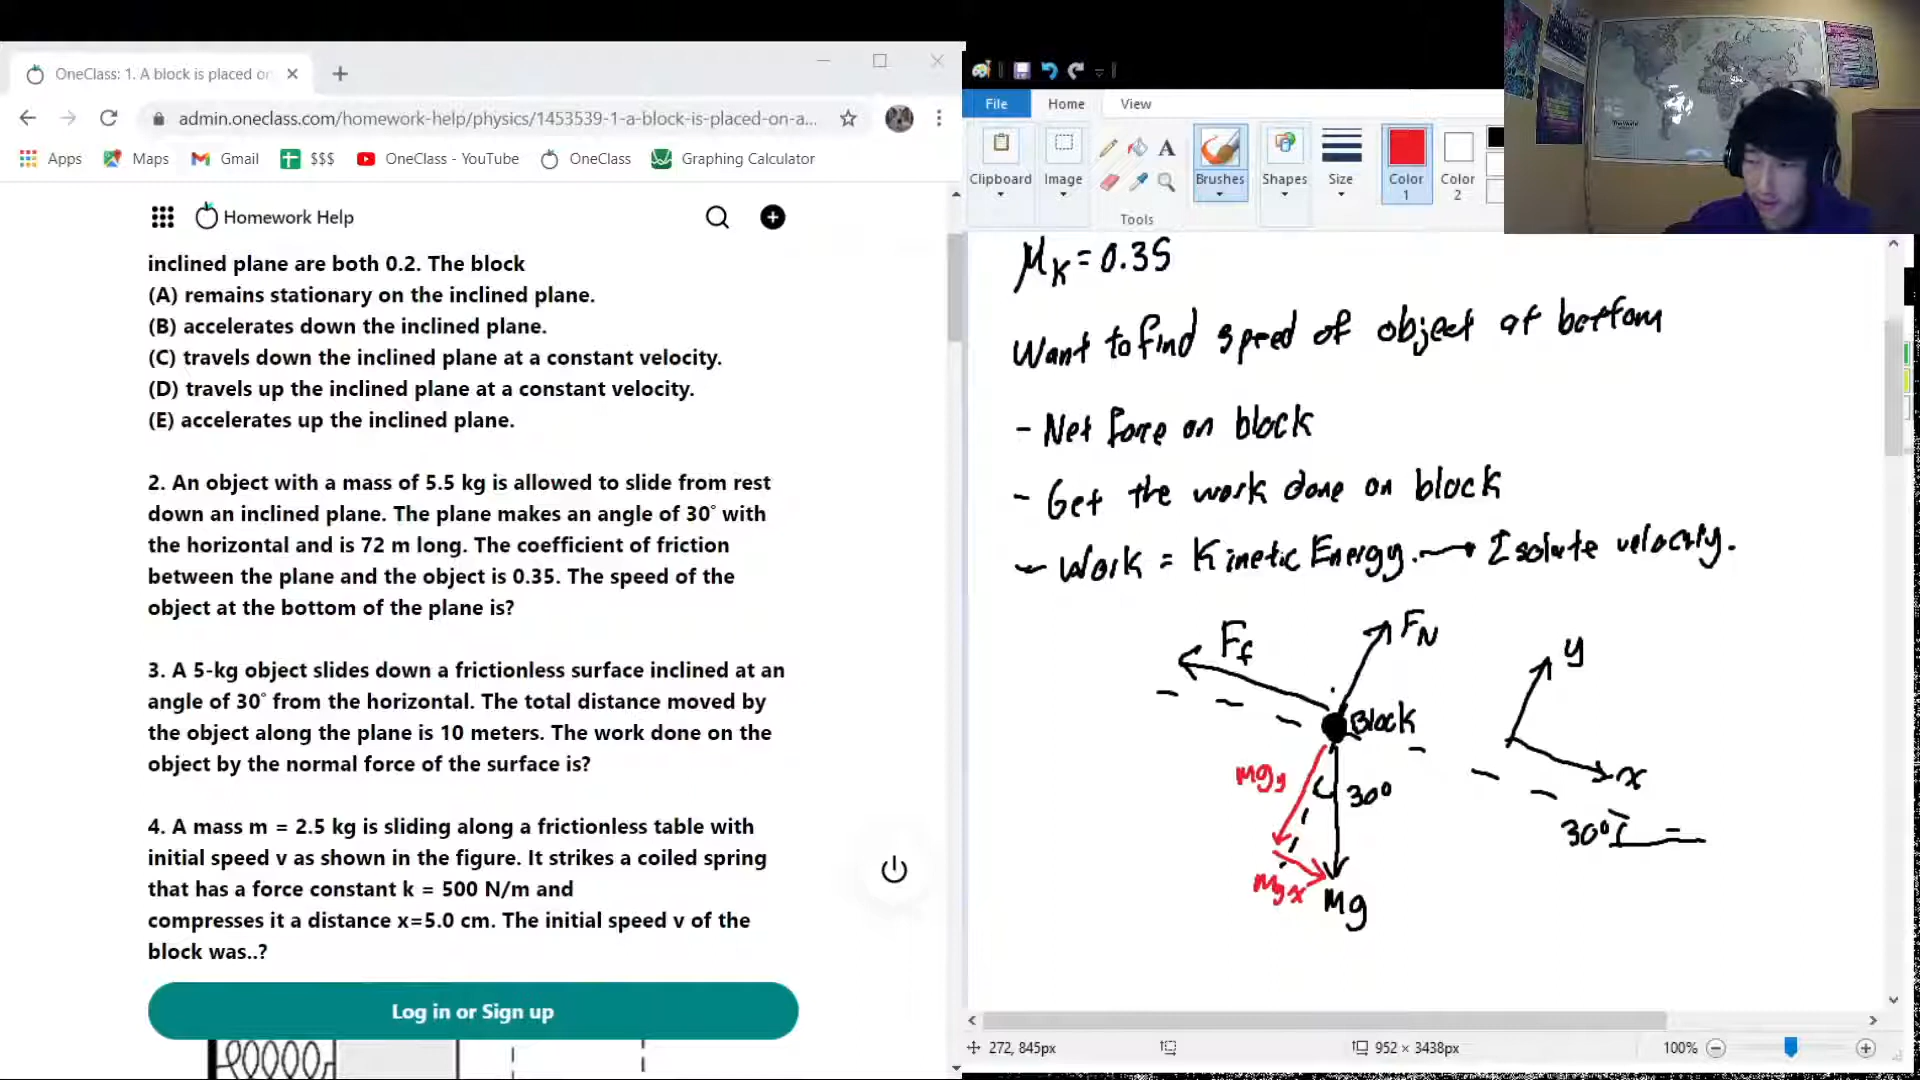 OneClass: 1. A block is placed on
admin.oneclass.com/homework-help/physics/1453539-1-a-block-is-placed-on-a...
Apps Maps Gmail $$$ OneClass - YouTube OneClass Graphing Calculator
Homework Help
inclined plane are both 0.2. The block
(A) remains stationary on the inclined plane.
(B) accelerates down the inclined plane.
(C) travels down the inclined plane at a constant velocity.
(D) travels up the inclined plane at a constant velocity.
(E) accelerates up the inclined plane.
2. An object with a mass of 5.5 kg is allowed to slide from rest
down an inclined plane. The plane makes an angle of 30° with
the horizontal and is 72 m long. The coefficient of friction
between the plane and the object is 0.35. The speed of the
object at the bottom of the plane is?
3. A 5-kg object slides down a frictionless surface inclined at an
angle of 30° from the horizontal. The total distance moved by
the object along the plane is 10 meters. The work done on the
object by the normal force of the surface is?
4. A mass m = 2.5 kg is sliding along a frictionless table with
initial speed v as shown in the figure. It strikes a coiled spring
that has a force constant k = 500 N/m and
compresses it a distance x=5.0 cm. The initial speed v of the
block was..?
Log in or Sign up
File Home View
Clipboard Image Brushes Shapes Size Color 1 Color 2
Tools
μK = 0.35
Want to find speed of object at bottom
- Net force on block
- Get the work done on block
- Work = Kinetic Energy. → Isolate velocity.
Ff FN y
Block
x
mgy 30°
30°
mgx Mg
272, 845px 952 × 3438px 100%